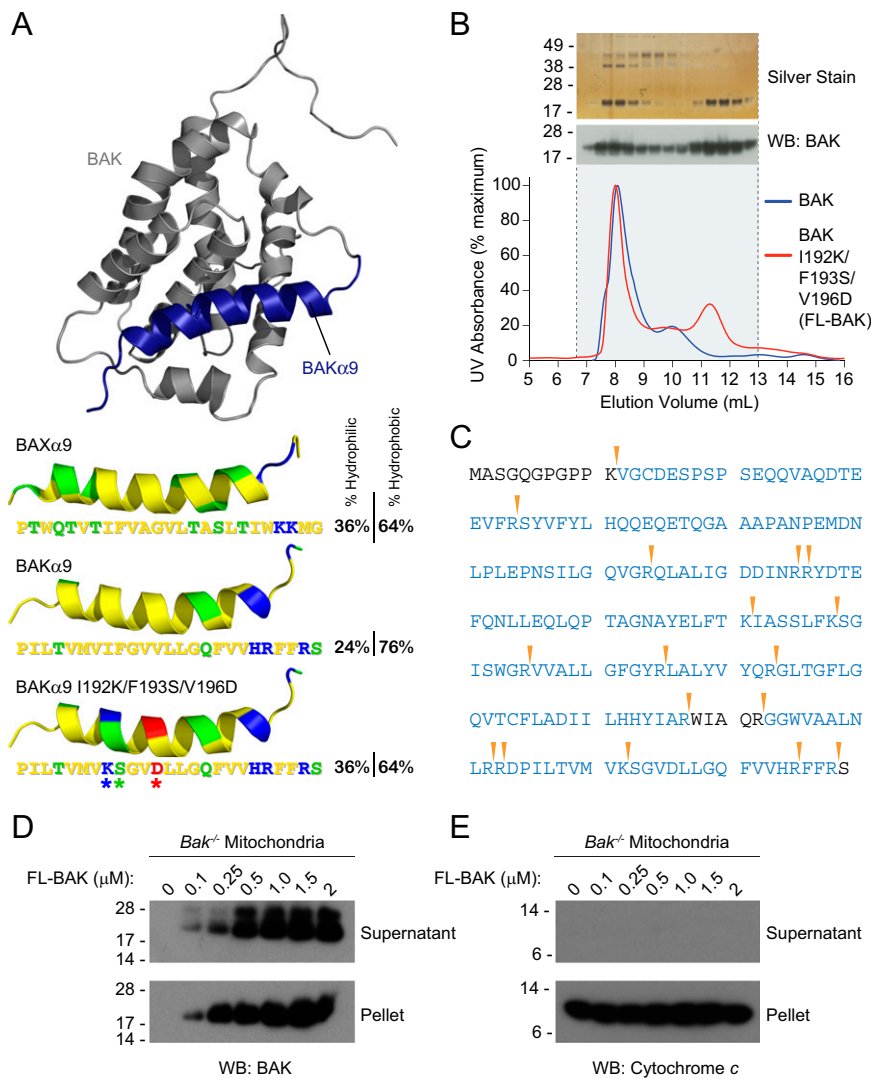 A
BAK
BAKα9
BAXα9
% Hydrophilic
% Hydrophobic
PTWQTVTIFVAGVLTASLTIWKKMG 36% 64%
BAKα9
PILTVMVIFGVVLLGQFVVHRFFRS 24% 76%
BAKα9 I192K/F193S/V196D
PILTVMVKSGVDLLGQFVVHRFFRS 36% 64%
* * *
B
49 -
38 -
28 -
17 -
Silver Stain
28 -
17 -
WB: BAK
UV Absorbance (% maximum)
100
80
60
40
20
0
5 6 7 8 9 10 11 12 13 14 15 16
Elution Volume (mL)
BAK
BAK
I192K/
F193S/
V196D
(FL-BAK)
C
MASGQGPGPP KVGCDESPSP SEQQVAQDTE
EVFRSYVFYL HQQEQETQGA AAPANPEMDN
LPLEPNSILG QVGRQLALIG DDINRRYDTE
FQNLLEQLQP TAGNAYELFT KIASSLFKSG
ISWGRVVALL GFGYRLALYV YQRGLTGFLG
QVTCFLADII LHHYIARWIA QRGGWVAALN
LRRDPILTVM VKSGVDLLGQ FVVHRFFRS
D
Bak-/- Mitochondria
FL-BAK (μM): 0 0.1 0.25 0.5 1.0 1.5 2
28 -
17 -
14 -
Supernatant
28 -
17 -
14 -
Pellet
WB: BAK
E
Bak-/- Mitochondria
FL-BAK (μM): 0 0.1 0.25 0.5 1.0 1.5 2
14 -
6 -
Supernatant
14 -
6 -
Pellet
WB: Cytochrome c